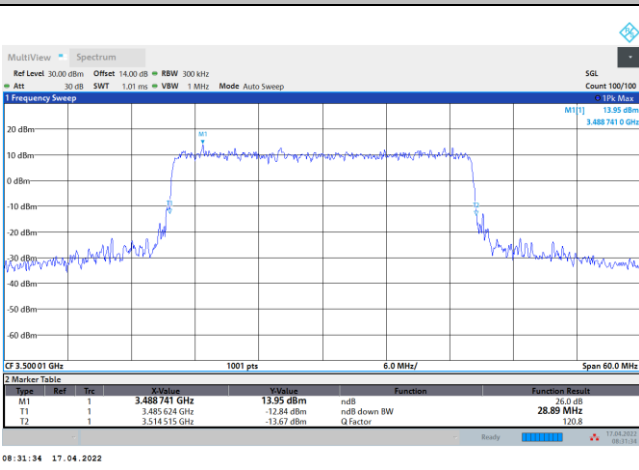 MultiView Spectrum
Ref Level 30.00 dBm Offset 14.00 dB RBW 300 kHz SGL
Att 30 dB SWT 1.01 ms VBW 1 MHz Mode Auto Sweep Count 100/100
1 Frequency Sweep 1Pk Max
M1[1] 13.95 dBm
3.488 741 0 GHz
M1
20 dBm
10 dBm
0 dBm
-10 dBm
-20 dBm
-30 dBm
-40 dBm
-50 dBm
-60 dBm
CF 3.500 01 GHz 1001 pts 6.0 MHz/ Span 60.0 MHz
2 Marker Table
Type Ref Trc X-Value Y-Value Function Function Result
M1 1 3.488 741 GHz 13.95 dBm ndB 26.0 dB
T1 1 3.485 624 GHz -12.84 dBm ndB down BW 28.89 MHz
T2 1 3.514 515 GHz -13.67 dBm Q Factor 120.8
Ready 17.04.2022
08:31:34
08:31:34 17.04.2022